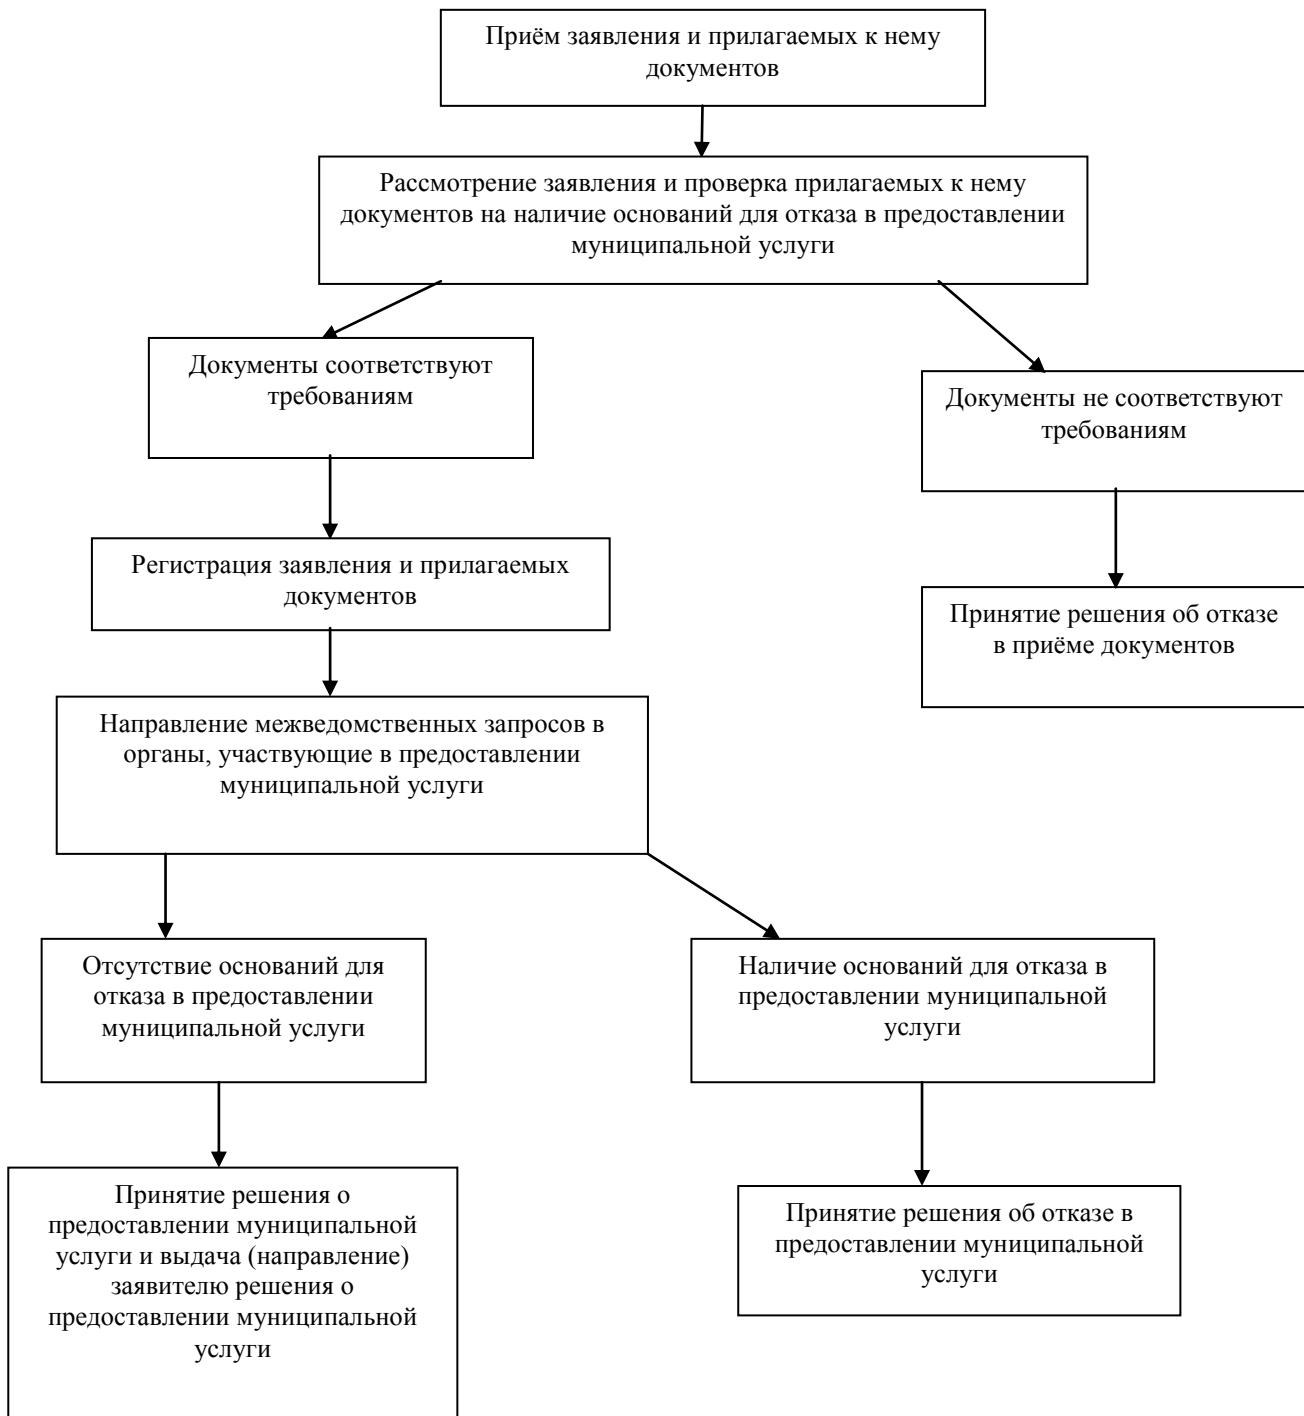 Приём заявления и прилагаемых к нему
документов
Рассмотрение заявления и проверка прилагаемых к нему
документов на наличие оснований для отказа в предоставлении
муниципальной услуги
Документы соответствуют
требованиям
Документы не соответствуют
требованиям
Регистрация заявления и прилагаемых
документов
Принятие решения об отказе
в приёме документов
Направление межведомственных запросов в
органы, участвующие в предоставлении
муниципальной услуги
Отсутствие оснований для
отказа в предоставлении
муниципальной услуги
Наличие оснований для отказа в
предоставлении муниципальной
услуги
Принятие решения о
предоставлении муниципальной
услуги и выдача (направление)
заявителю решения о
предоставлении муниципальной
услуги
Принятие решения об отказе в
предоставлении муниципальной
услуги